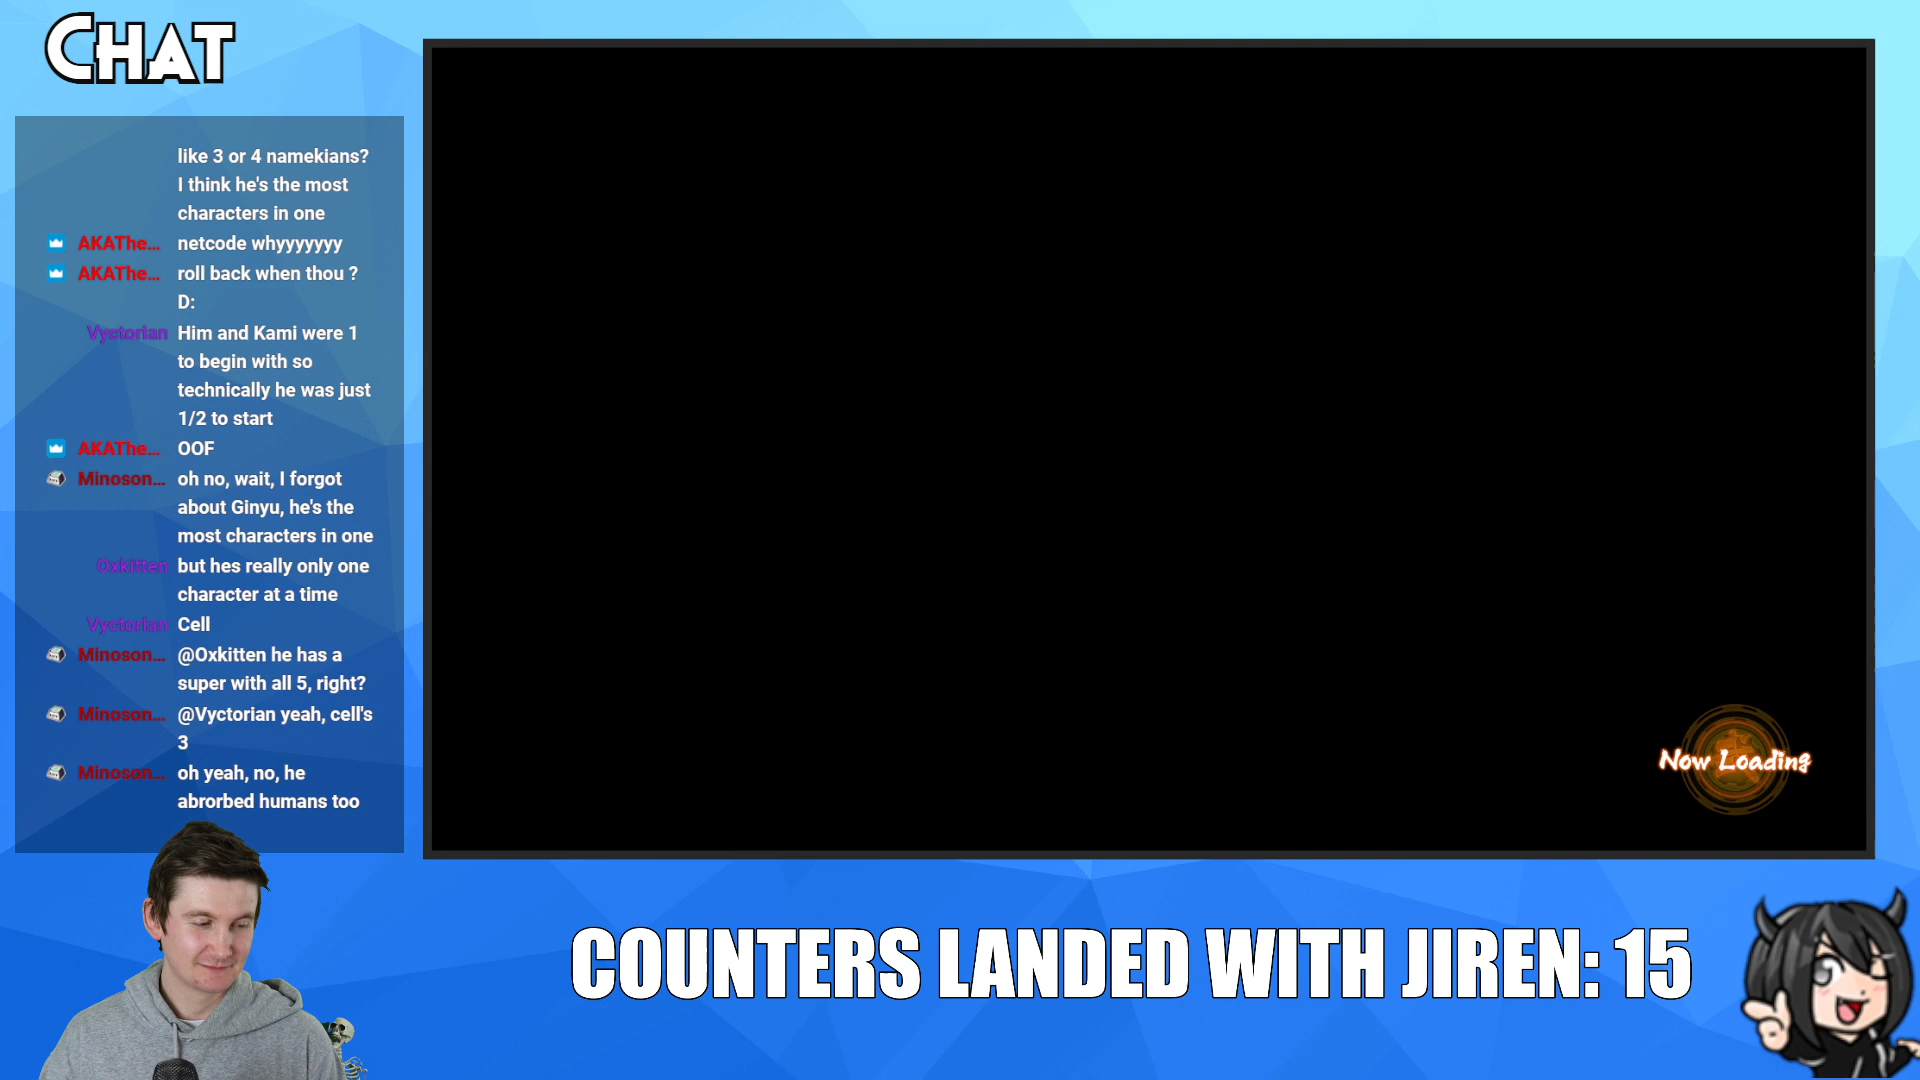 CHAT
like 3 or 4 namekians?
I think he's the most
characters in one
AKAThe... netcode whyyyyyyy
AKAThe... roll back when thou ?
D:
Vyctorian Him and Kami were 1
to begin with so
technically he was just
1/2 to start
AKAThe... OOF
Minoson... oh no, wait, I forgot
about Ginyu, he's the
most characters in one
Oxkitten but hes really only one
character at a time
Vyctorian Cell
Minoson... @Oxkitten he has a
super with all 5, right?
Minoson... @Vyctorian yeah, cell's
3
Minoson... oh yeah, no, he
abrorbed humans too
Now Loading
COUNTERS LANDED WITH JIREN: 15